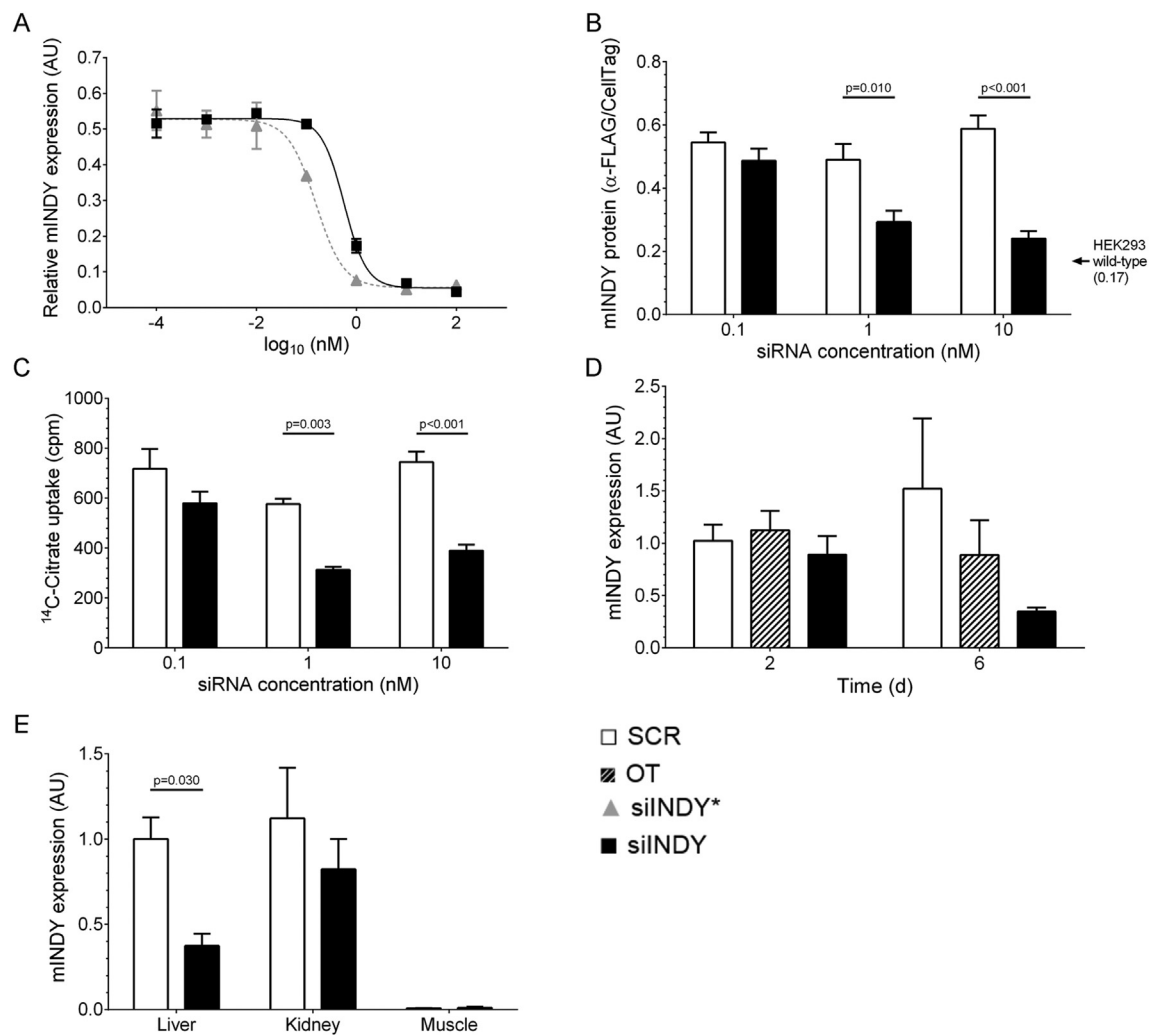 A
Relative mINDY expression (AU)
0.7
0.6
0.5
0.4
0.3
0.2
0.1
0.0
-4
-2
0
2
log₁₀ (nM)
B
mINDY protein (α-FLAG/CellTag)
0.8
0.6
0.4
0.2
0.0
p=0.010
p<0.001
HEK293
wild-type
(0.17)
0.1
1
10
siRNA concentration (nM)
C
¹⁴C-Citrate uptake (cpm)
1000
800
600
400
200
0
p=0.003
p<0.001
0.1
1
10
siRNA concentration (nM)
D
mINDY expression (AU)
2.5
2.0
1.5
1.0
0.5
0.0
2
6
Time (d)
E
mINDY expression (AU)
1.5
1.0
0.5
0.0
p=0.030
Liver
Kidney
Muscle
SCR
OT
siINDY*
siINDY